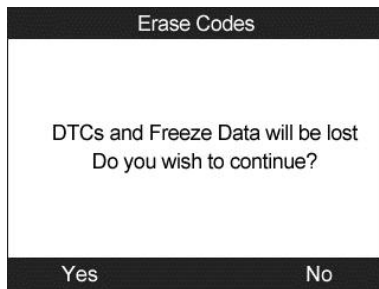 Erase Codes
DTCs and Freeze Data will be lost
Do you wish to continue?
Yes No